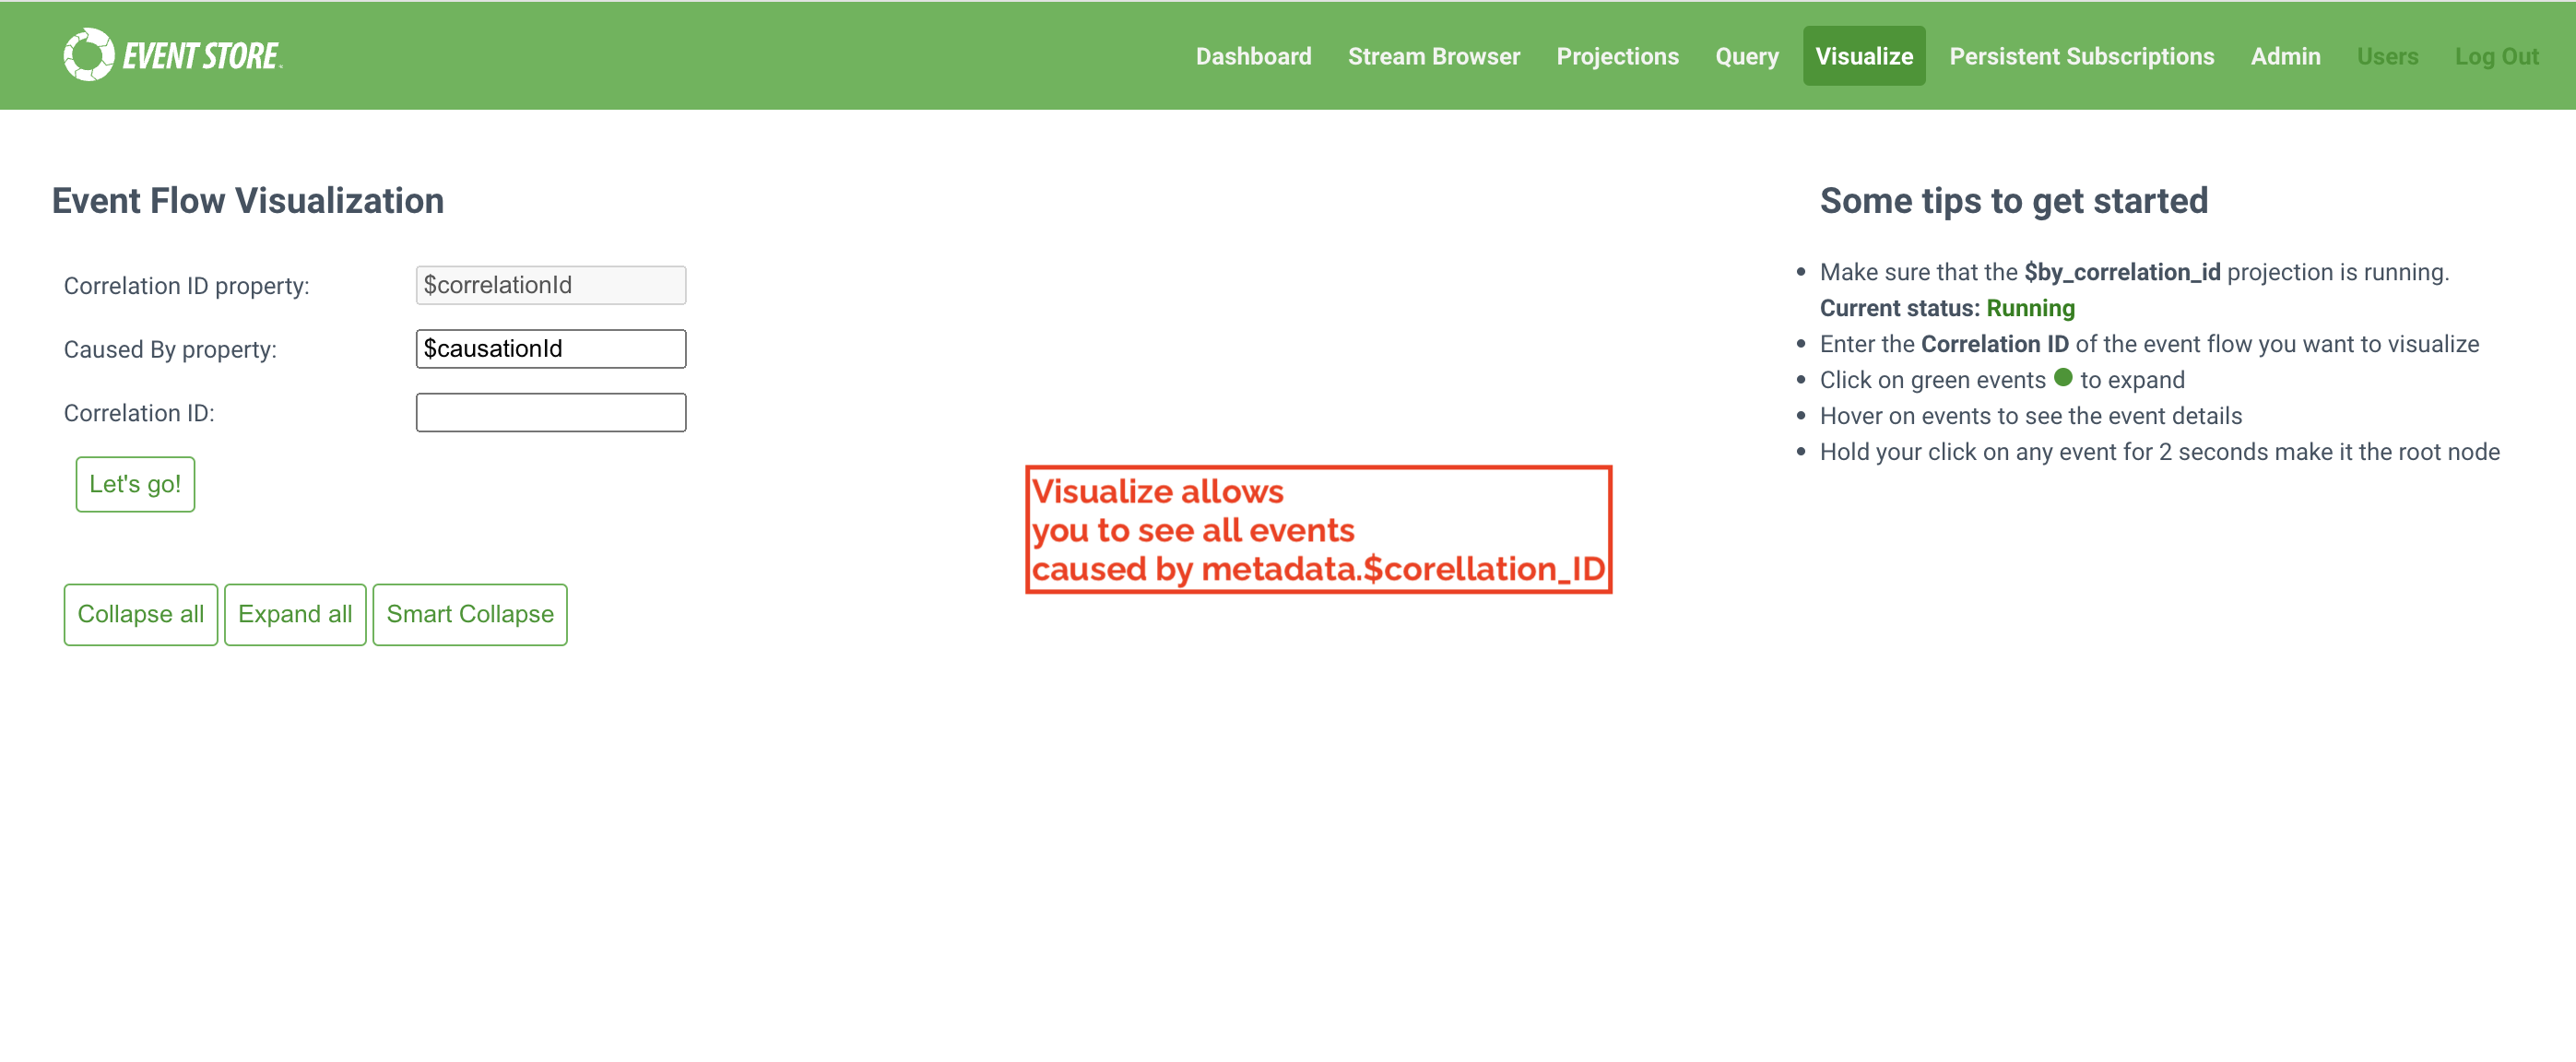 EVENT STORE
Dashboard Stream Browser Projections Query Visualize Persistent Subscriptions Admin Users Log Out
Event Flow Visualization
Correlation ID property: $correlationId
Caused By property: $causationId
Correlation ID:
Let's go!
Collapse all Expand all Smart Collapse
Visualize allows
you to see all events
caused by metadata.$corellation_ID
Some tips to get started
Make sure that the $by_correlation_id projection is running.
Current status: Running
Enter the Correlation ID of the event flow you want to visualize
Click on green events to expand
Hover on events to see the event details
Hold your click on any event for 2 seconds make it the root node